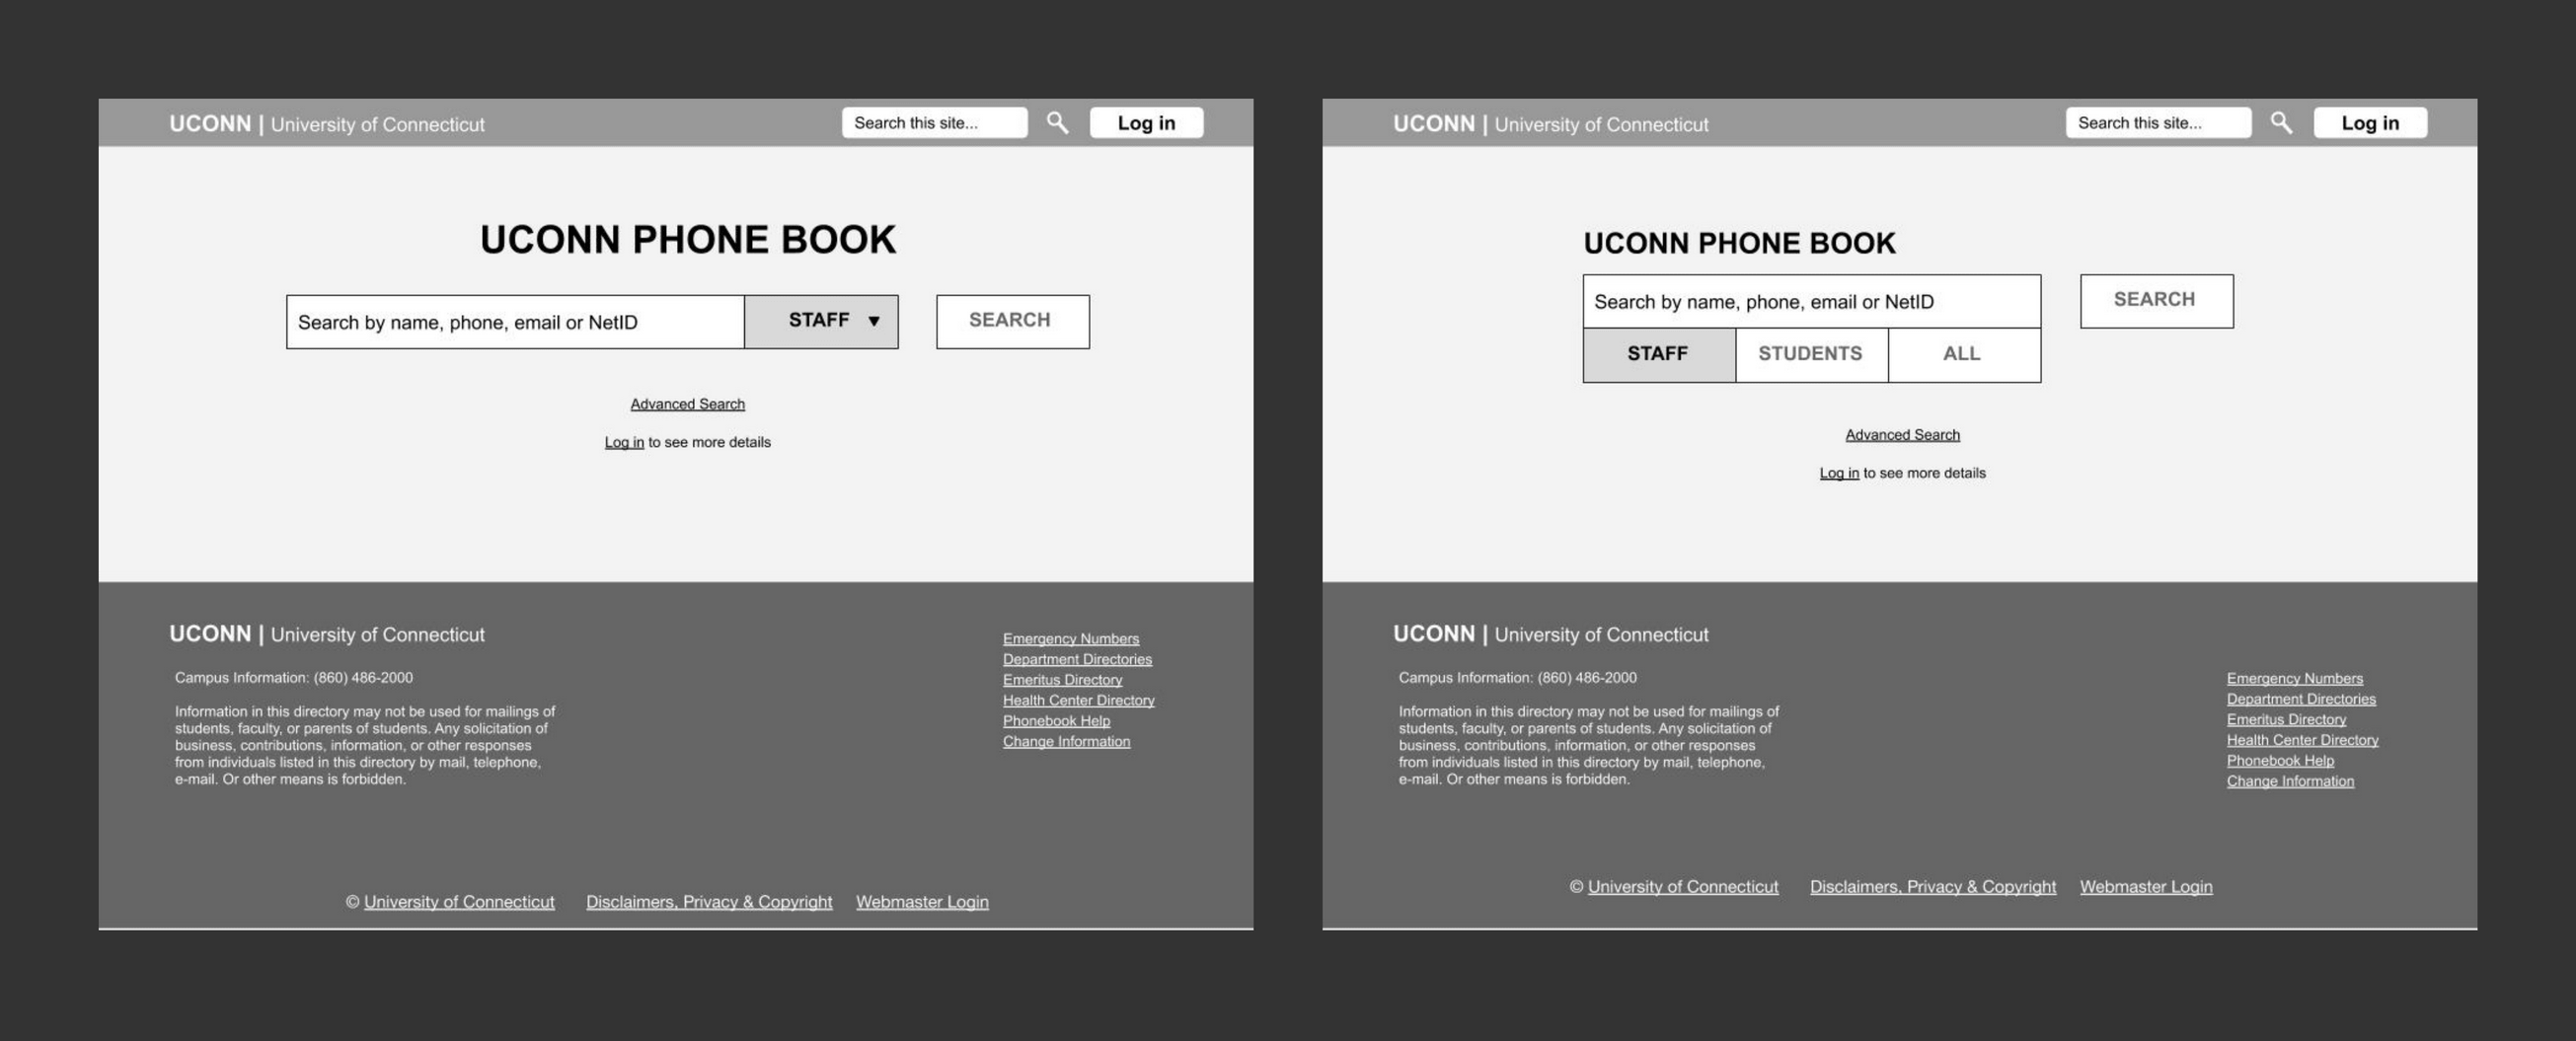 UCONN | University of Connecticut
Search this site...
Log in
UCONN PHONE BOOK
Search by name, phone, email or NetID
STAFF ▼
SEARCH
Advanced Search
Log in to see more details
UCONN | University of Connecticut
Campus Information: (860) 486-2000
Information in this directory may not be used for mailings of
students, faculty, or parents of students. Any solicitation of
business, contributions, information, or other responses
from individuals listed in this directory by mail, telephone,
e-mail. Or other means is forbidden.
Emergency Numbers
Department Directories
Emeritus Directory
Health Center Directory
Phonebook Help
Change Information
© University of Connecticut
Disclaimers, Privacy & Copyright
Webmaster Login
UCONN | University of Connecticut
Search this site...
Log in
UCONN PHONE BOOK
Search by name, phone, email or NetID
SEARCH
STAFF
STUDENTS
ALL
Advanced Search
Log in to see more details
UCONN | University of Connecticut
Campus Information: (860) 486-2000
Information in this directory may not be used for mailings of
students, faculty, or parents of students. Any solicitation of
business, contributions, information, or other responses
from individuals listed in this directory by mail, telephone,
e-mail. Or other means is forbidden.
Emergency Numbers
Department Directories
Emeritus Directory
Health Center Directory
Phonebook Help
Change Information
© University of Connecticut
Disclaimers, Privacy & Copyright
Webmaster Login